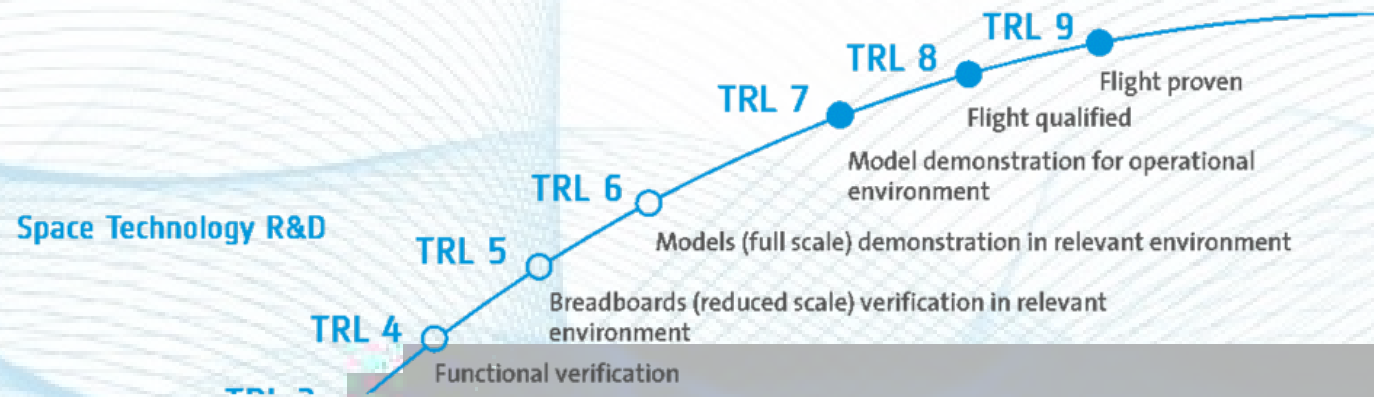 TRL 9
Flight proven
TRL 8
Flight qualified
TRL 7
Model demonstration for operational
environment
TRL 6
Models (full scale) demonstration in relevant environment
Space Technology R&D
TRL 5
Breadboards (reduced scale) verification in relevant
environment
TRL 4
Functional verification